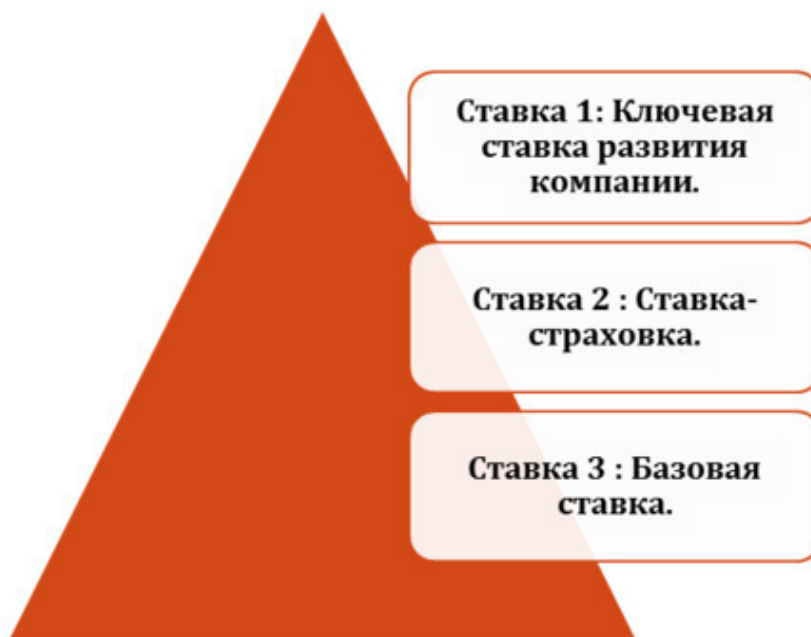 Ставка 1: Ключевая
ставка развития
компании.
Ставка 2 : Ставка-
страховка.
Ставка 3 : Базовая
ставка.